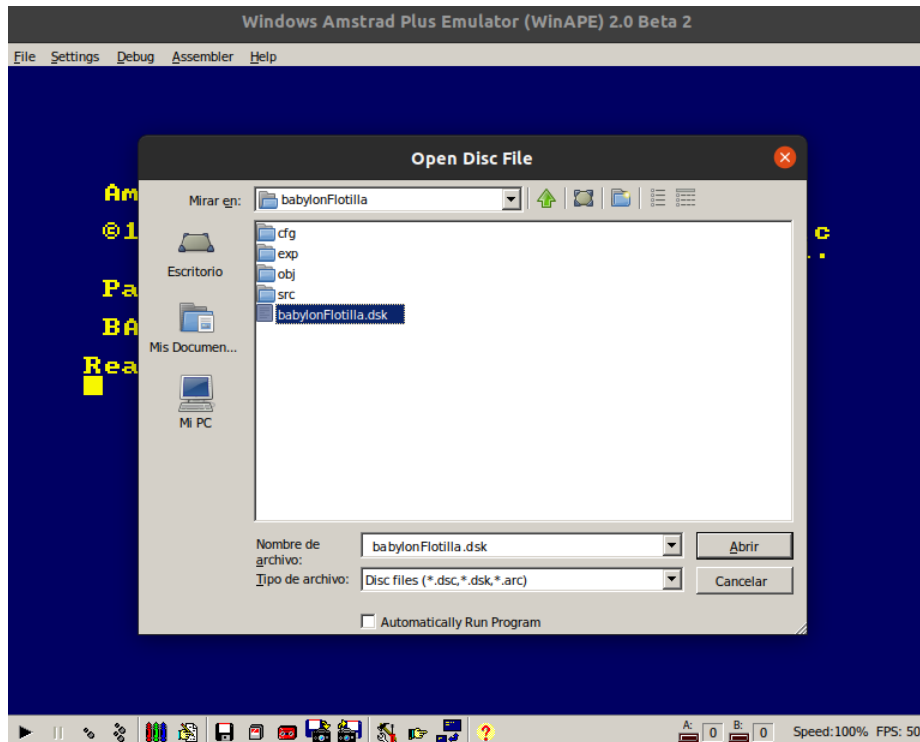 Windows Amstrad Plus Emulator (WinAPE) 2.0 Beta 2
File Settings Debug Assembler Help
Open Disc File
Mirar en: babylonFlotilla
Am
©1 c
Pa
BA
Rea
Escritorio
Mis Documen...
Mi PC
cfg
exp
obj
src
babylonFlotilla.dsk
Nombre de archivo: babylonFlotilla.dsk
Tipo de archivo: Disc files (*.dsc,*.dsk,*.arc)
Abrir
Cancelar
Automatically Run Program
A: 0 B: 0 Speed:100% FPS: 50